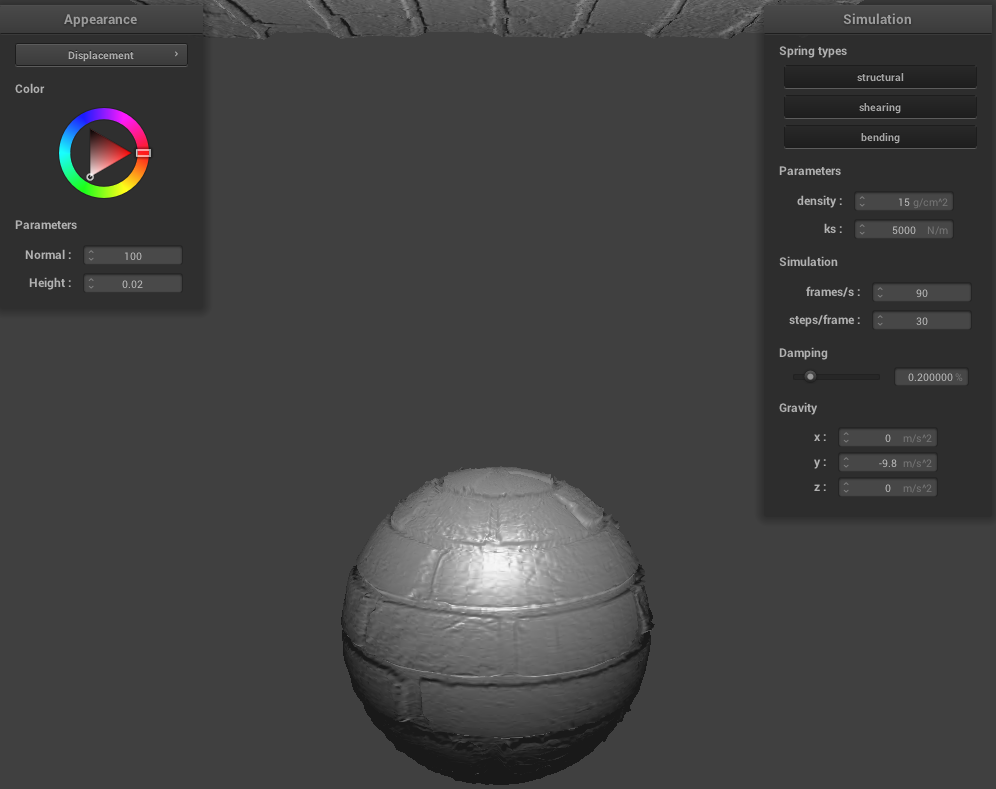 Appearance
Displacement
Color
Parameters
Normal : 100
Height : 0.02
Simulation
Spring types
structural
shearing
bending
Parameters
density : 15 g/cm^2
ks : 5000 N/m
Simulation
frames/s : 90
steps/frame : 30
Damping
0.200000 %
Gravity
x : 0 m/s^2
y : -9.8 m/s^2
z : 0 m/s^2